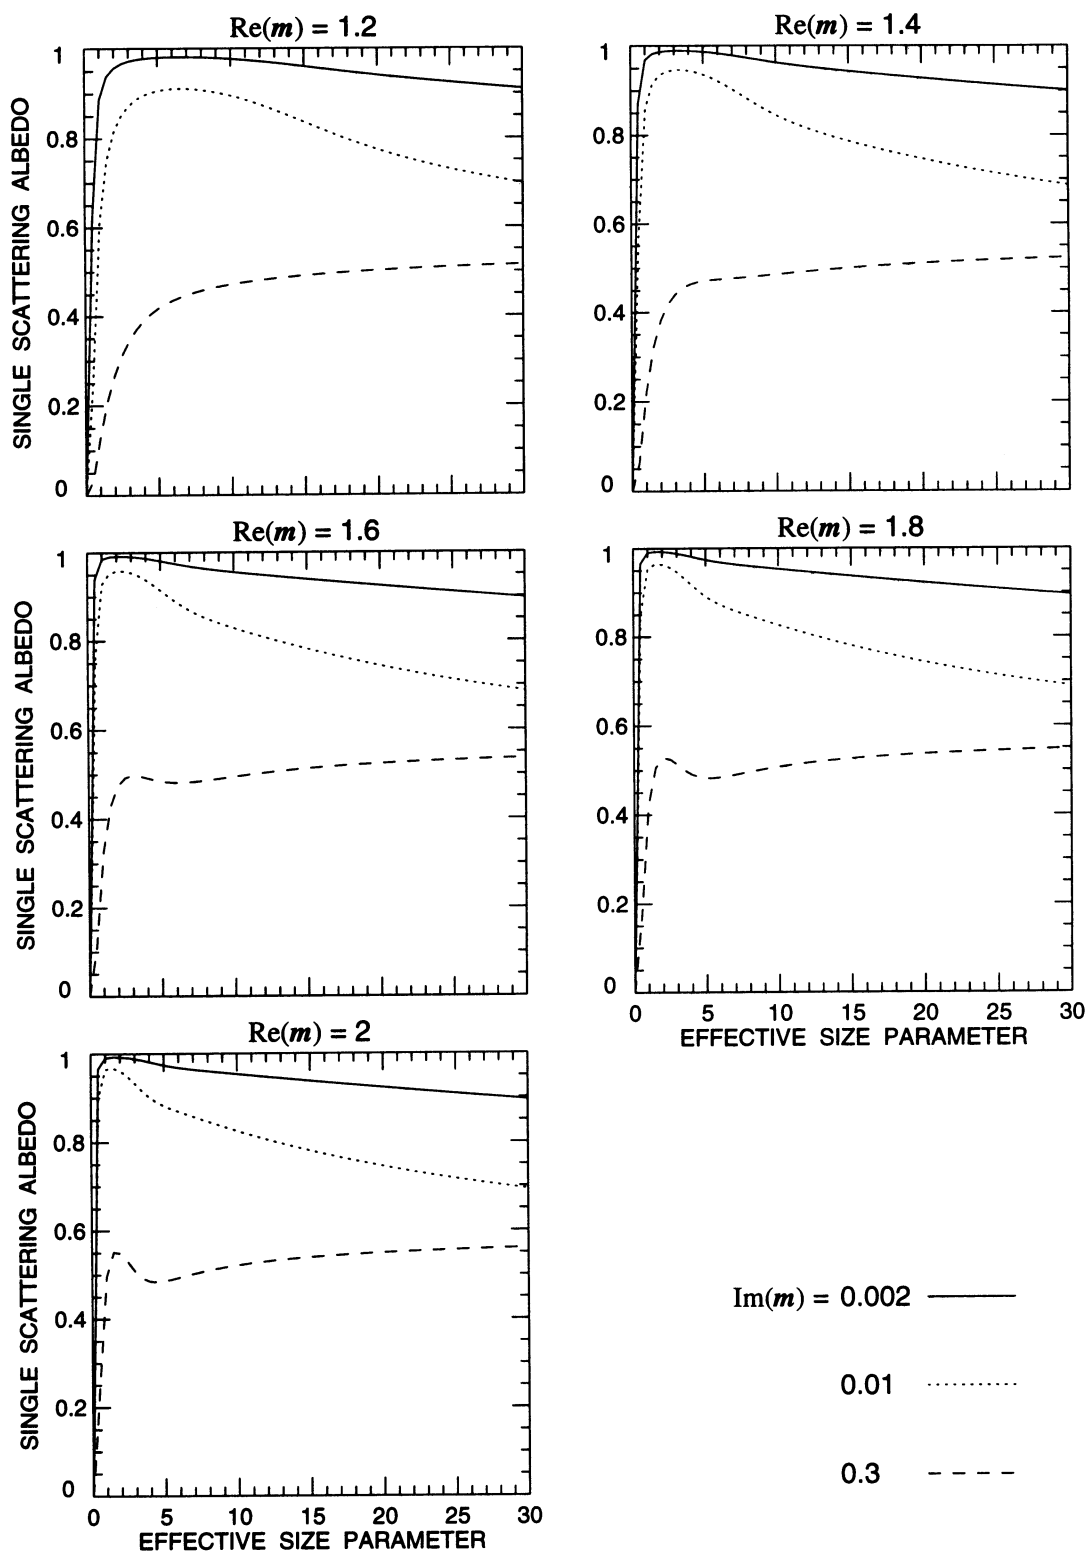 Re(m) = 1.2
Re(m) = 1.4
SINGLE SCATTERING ALBEDO
1
0.8
0.6
0.4
0.2
0
1
0.8
0.6
0.4
0.2
0
Re(m) = 1.6
Re(m) = 1.8
SINGLE SCATTERING ALBEDO
1
0.8
0.6
0.4
0.2
0
1
0.8
0.6
0.4
0.2
0
0 5 10 15 20 25 30
EFFECTIVE SIZE PARAMETER
Re(m) = 2
SINGLE SCATTERING ALBEDO
1
0.8
0.6
0.4
0.2
0
0 5 10 15 20 25 30
EFFECTIVE SIZE PARAMETER
Im(m) = 0.002
0.01
0.3